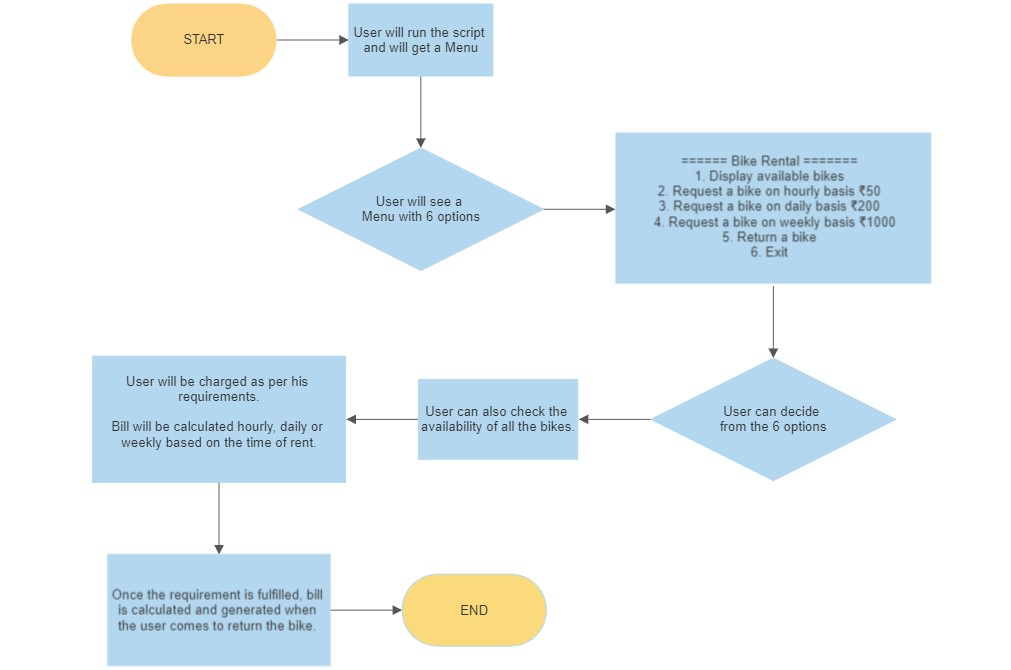 START
User will run the script
and will get a Menu
User will see a
Menu with 6 options
====== Bike Rental =======
1. Display available bikes
2. Request a bike on hourly basis ₹50
3. Request a bike on daily basis ₹200
4. Request a bike on weekly basis ₹1000
5. Return a bike
6. Exit
User can decide
from the 6 options
User can also check the
availability of all the bikes.
User will be charged as per his
requirements.
Bill will be calculated hourly, daily or
weekly based on the time of rent.
Once the requirement is fulfilled, bill
is calculated and generated when
the user comes to return the bike.
END